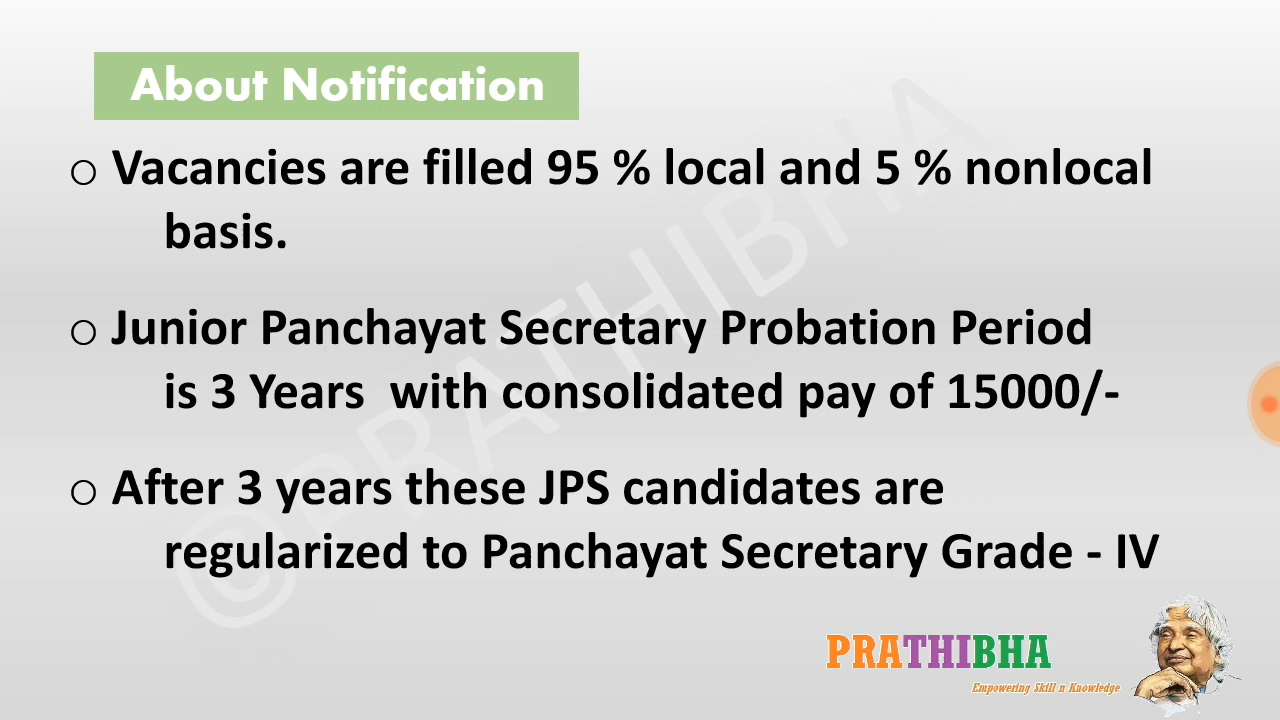 About Notification
o Vacancies are filled 95 % local and 5 % nonlocal
basis.
o Junior Panchayat Secretary Probation Period
is 3 Years with consolidated pay of 15000/-
o After 3 years these JPS candidates are
regularized to Panchayat Secretary Grade - IV
©PRATHIBHA
PRATHIBHA
Empowering Skill n Knowledge